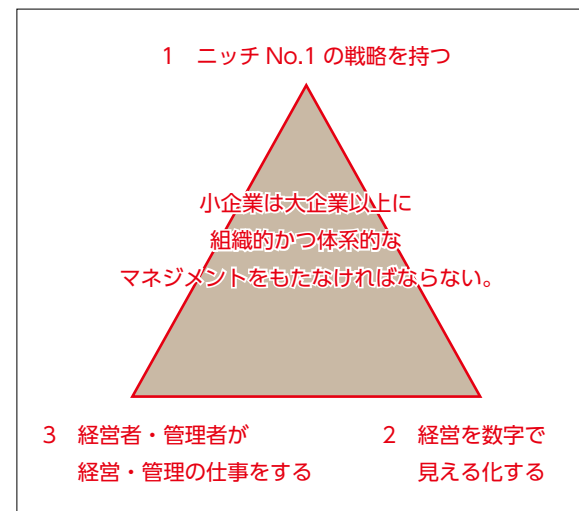 1　ニッチ No.1 の戦略を持つ
小企業は大企業以上に
組織的かつ体系的な
マネジメントをもたなければならない。
3　経営者・管理者が
経営・管理の仕事をする
2　経営を数字で
見える化する